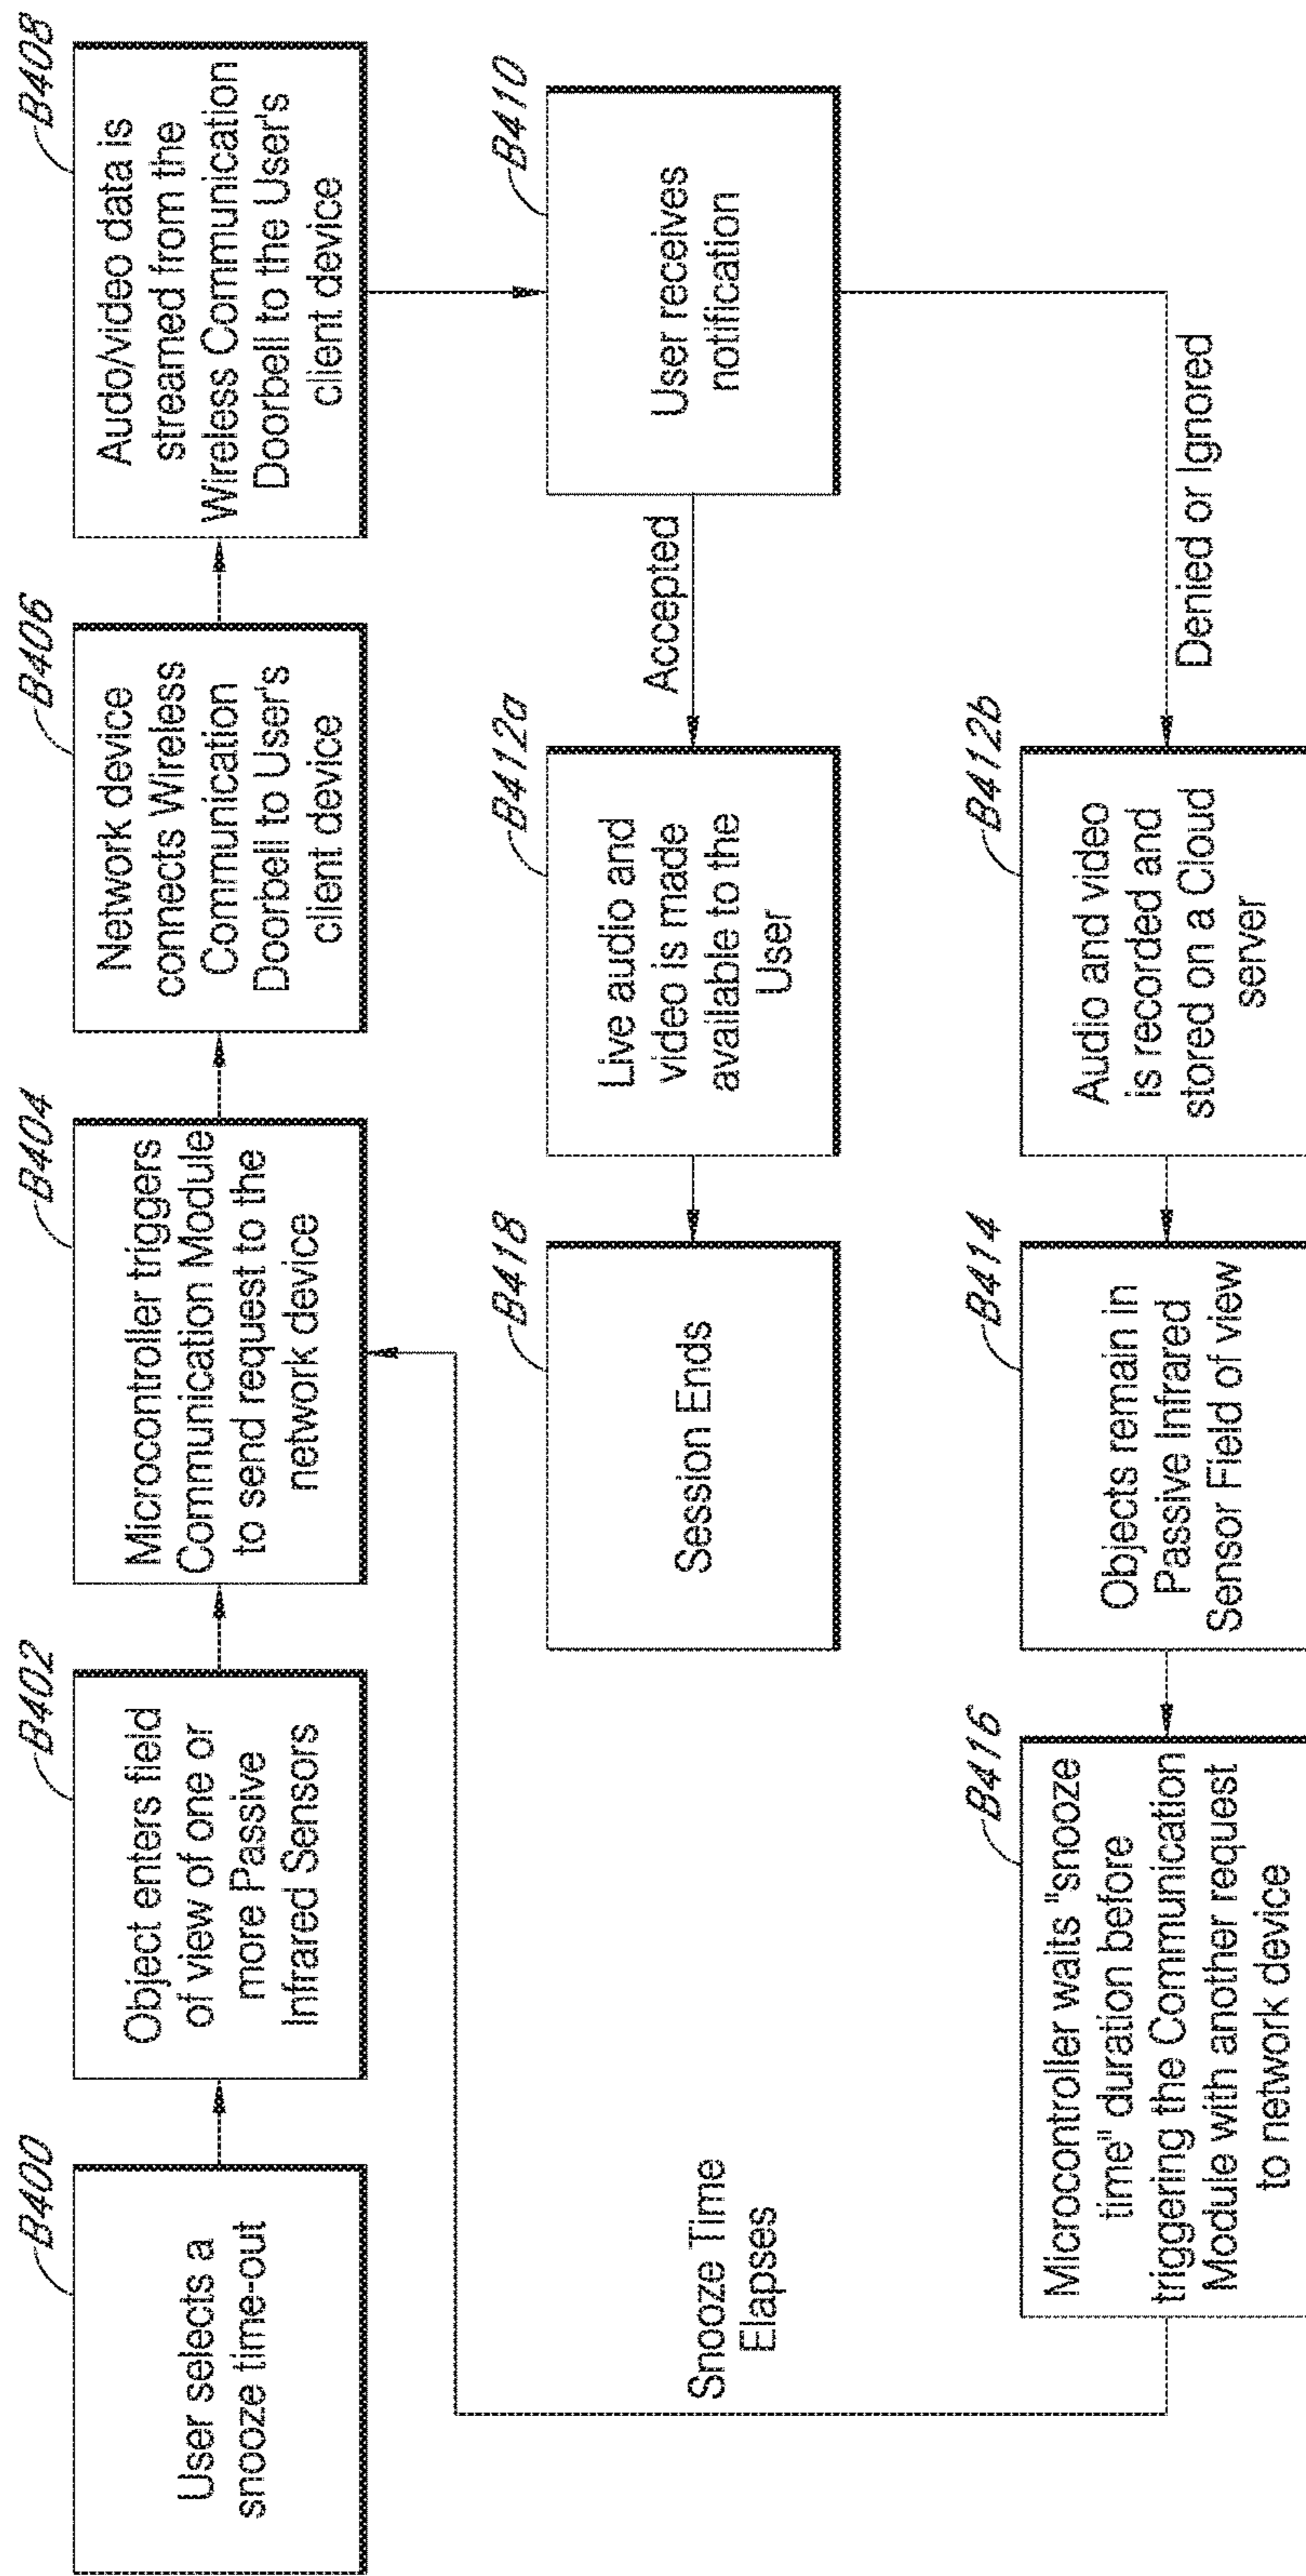 B400
User selects a
snooze time-out
B402
Object enters field
of view of one or
more Passive
Infrared Sensors
B404
Microcontroller triggers
Communication Module
to send request to the
network device
B406
Network device
connects Wireless
Communication
Doorbell to User's
client device
B408
Audo/video data is
streamed from the
Wireless Communication
Doorbell to the User's
client device
B410
User receives
notification
Accepted
B412a
Live audio and
video is made
available to the
User
B418
Session Ends
Denied or Ignored
B412b
Audio and video
is recorded and
stored on a Cloud
server
B414
Objects remain in
Passive Infrared
Sensor Field of view
B416
Microcontroller waits "snooze
time" duration before
triggering the Communication
Module with another request
to network device
Snooze Time
Elapses